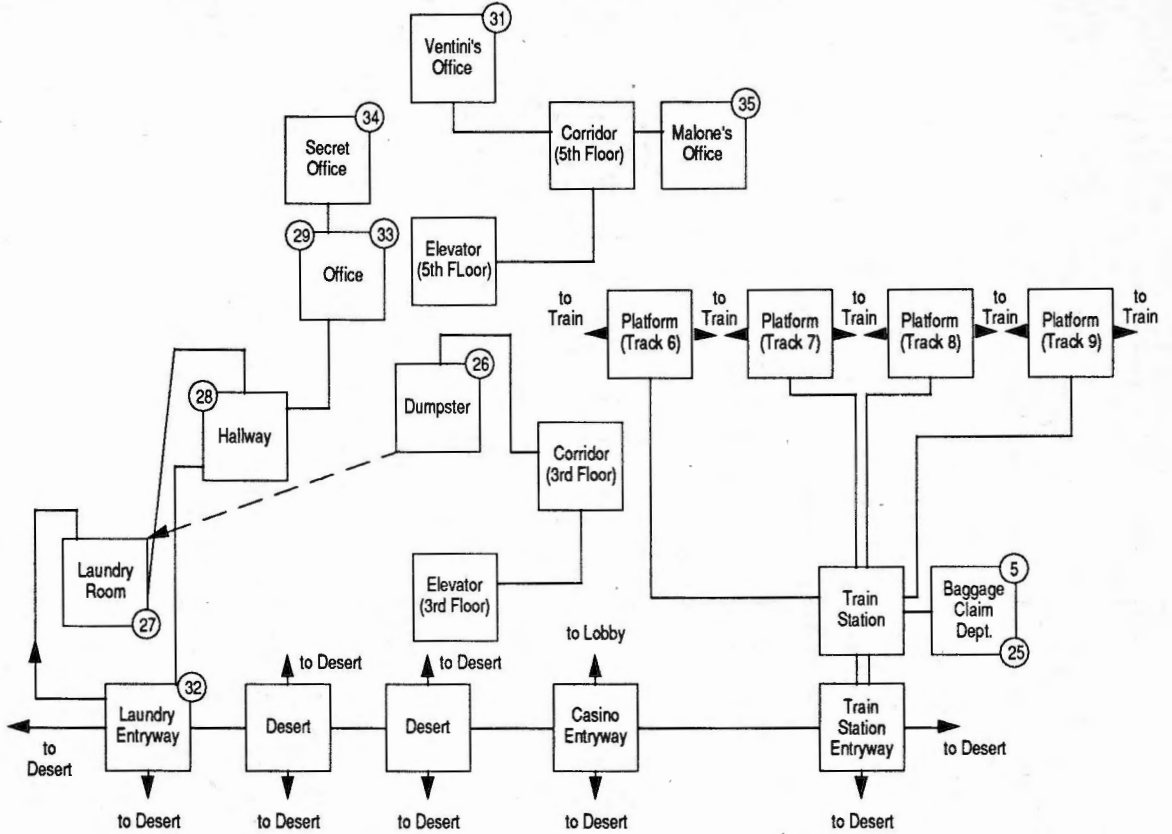 31
Ventini's
Office
34
Secret
Office
Corridor
(5th Floor)
35
Malone's
Office
29
33
Office
Elevator
(5th FLoor)
to
Train
Platform
(Track 6)
to
Train
Platform
(Track 7)
to
Train
Platform
(Track 8)
to
Train
Platform
(Track 9)
to
Train
28
Hallway
26
Dumpster
Corridor
(3rd Floor)
Laundry
Room
27
Elevator
(3rd Floor)
Train
Station
5
Baggage
Claim
Dept.
25
to Desert
to Desert
to Lobby
32
Laundry
Entryway
Desert
Desert
Casino
Entryway
Train
Station
Entryway
to
Desert
to Desert
to Desert
to Desert
to Desert
to Desert
to Desert